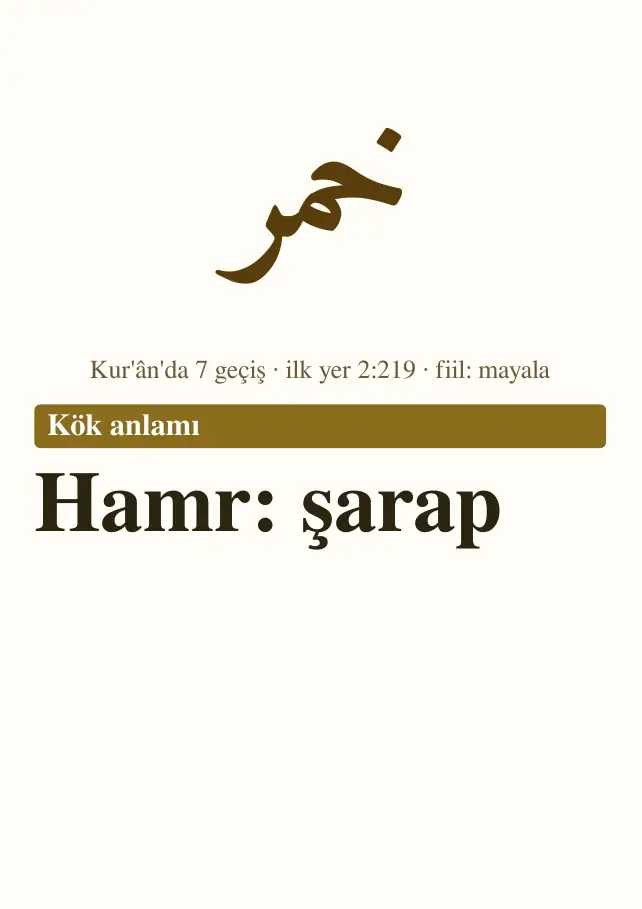 خمر
Kur'ân'da 7 geçiş · ilk yer 2:219 · fiil: mayala
Kök anlamı
Hamr: şarap